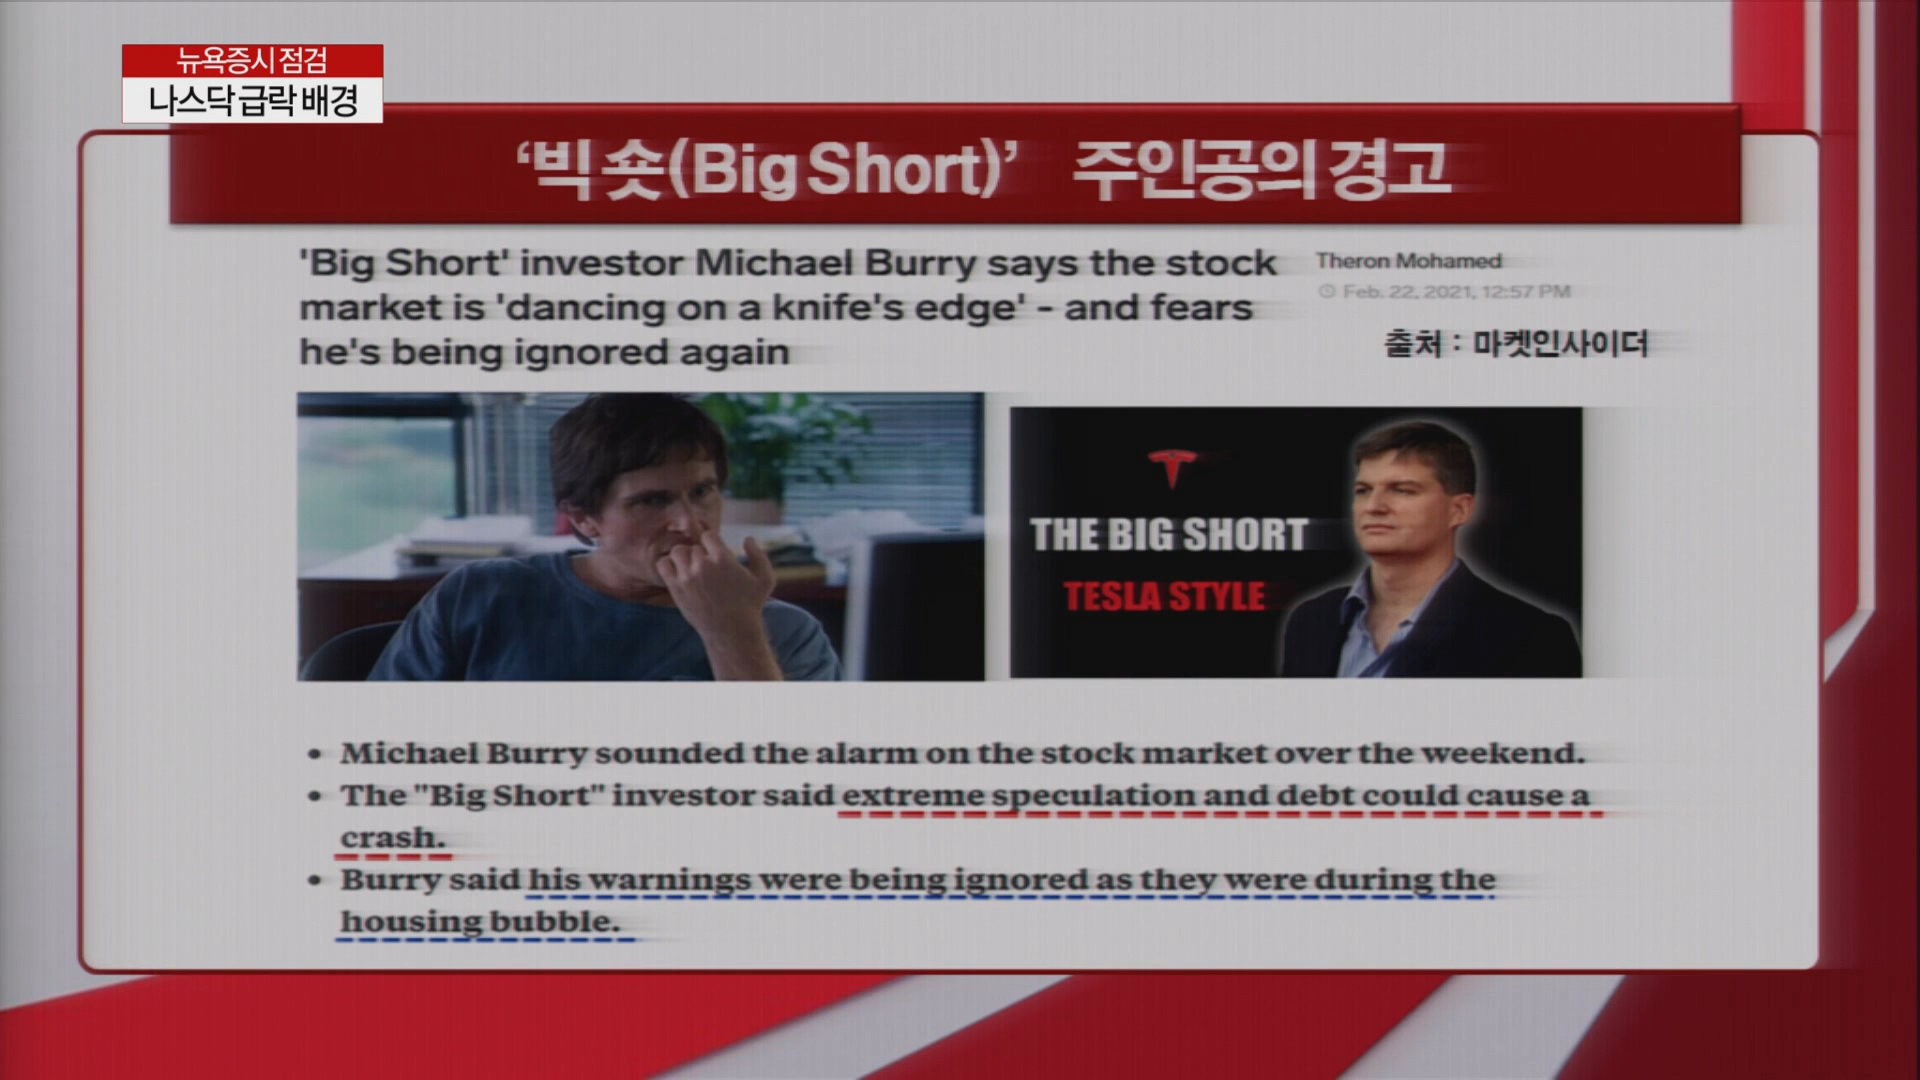 뉴욕증시 점검
나스닥 급락 배경
‘빅 숏(Big Short)’ 주인공의 경고
'Big Short' investor Michael Burry says the stock
market is 'dancing on a knife's edge' - and fears
he's being ignored again
Theron Mohamed
Feb. 22, 2021, 12:57 PM
출처 : 마켓인사이더
THE BIG SHORT
TESLA STYLE
• Michael Burry sounded the alarm on the stock market over the weekend.
• The "Big Short" investor said extreme speculation and debt could cause a
crash.
• Burry said his warnings were being ignored as they were during the
housing bubble.